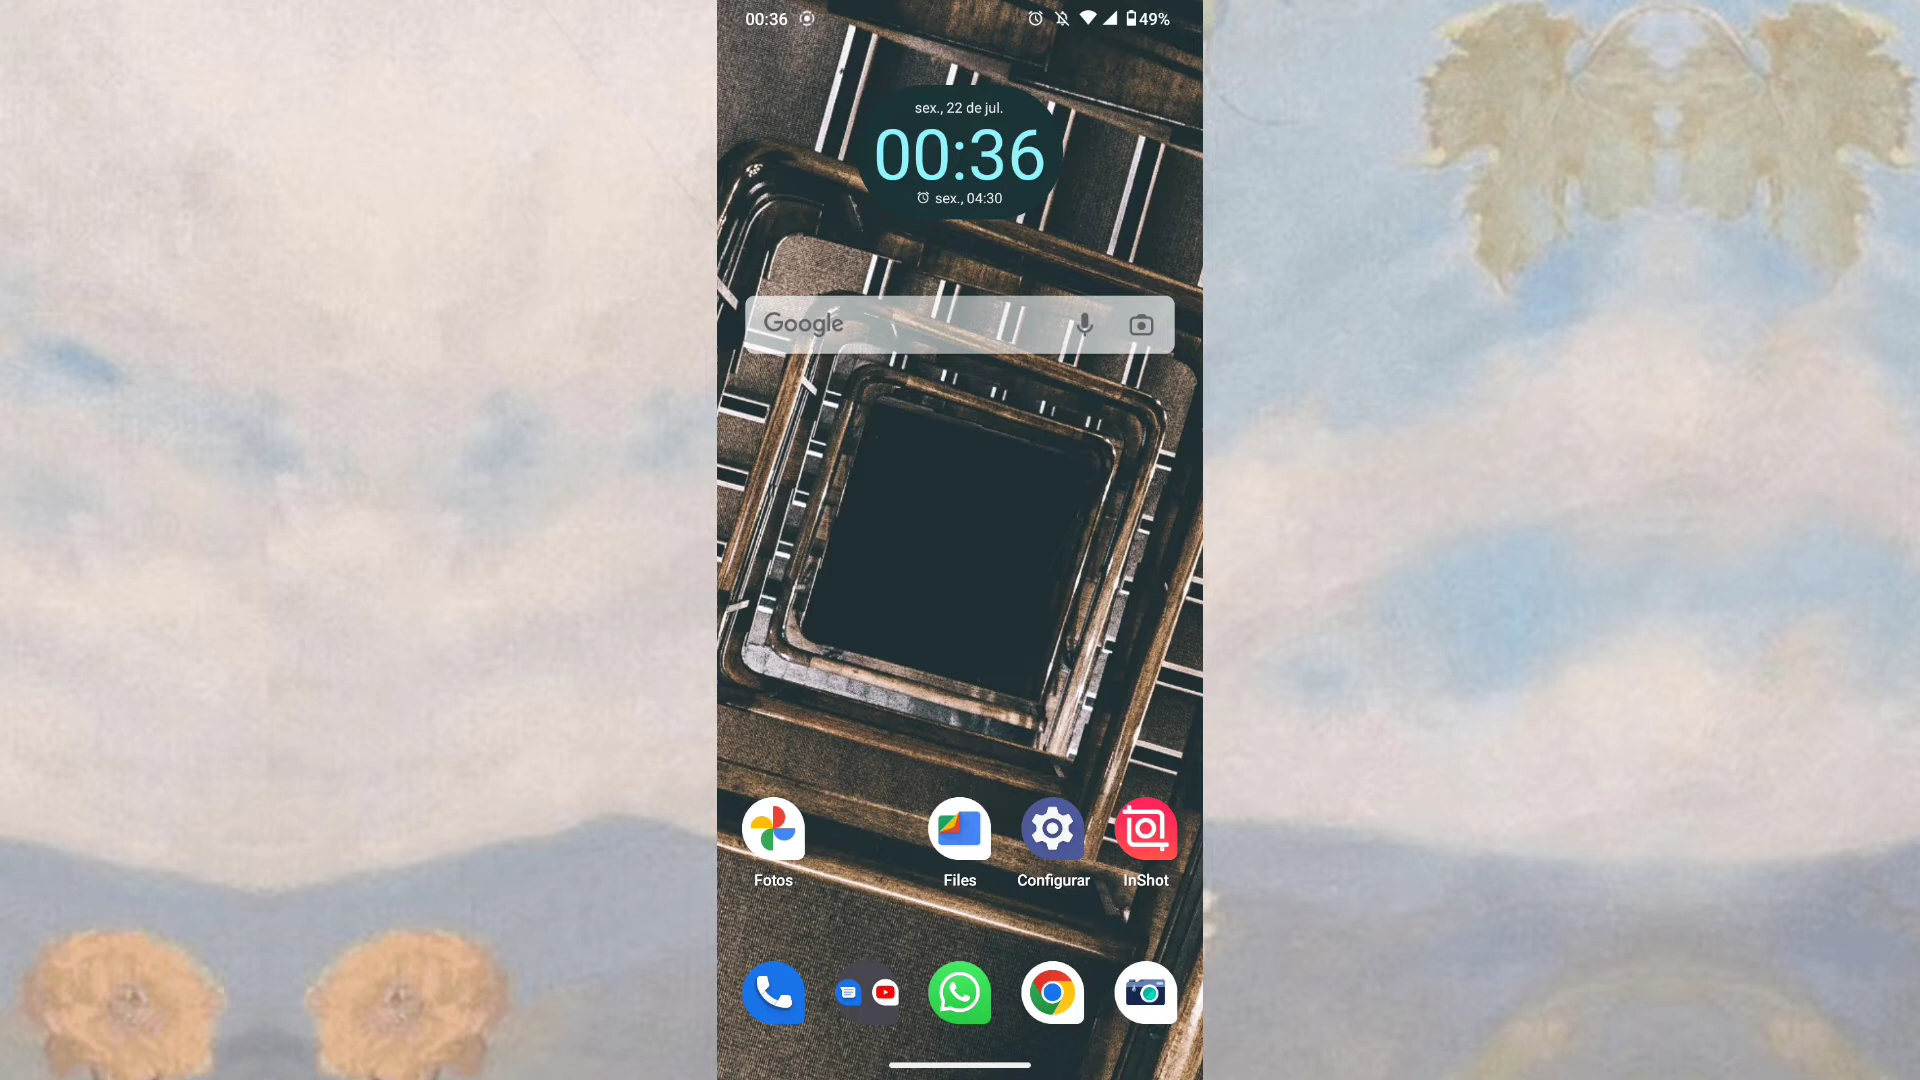 00:36 49%
sex., 22 de jul.
00:36
sex., 04:30
Google
Fotos Files Configurar InShot